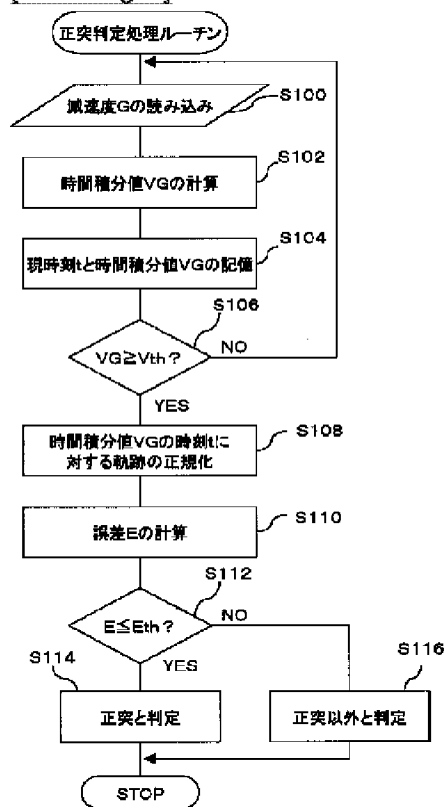 正突判定処理ルーチン
減速度Gの読み込み
S100
時間積分値VGの計算
S102
現時刻tと時間積分値VGの記憶
S104
VG≧Vth?
S106
NO
YES
時間積分値VGの時刻tに
対する軌跡の正規化
S108
誤差Eの計算
S110
E≦Eth?
S112
NO
YES
S114
正突と判定
S116
正突以外と判定
STOP